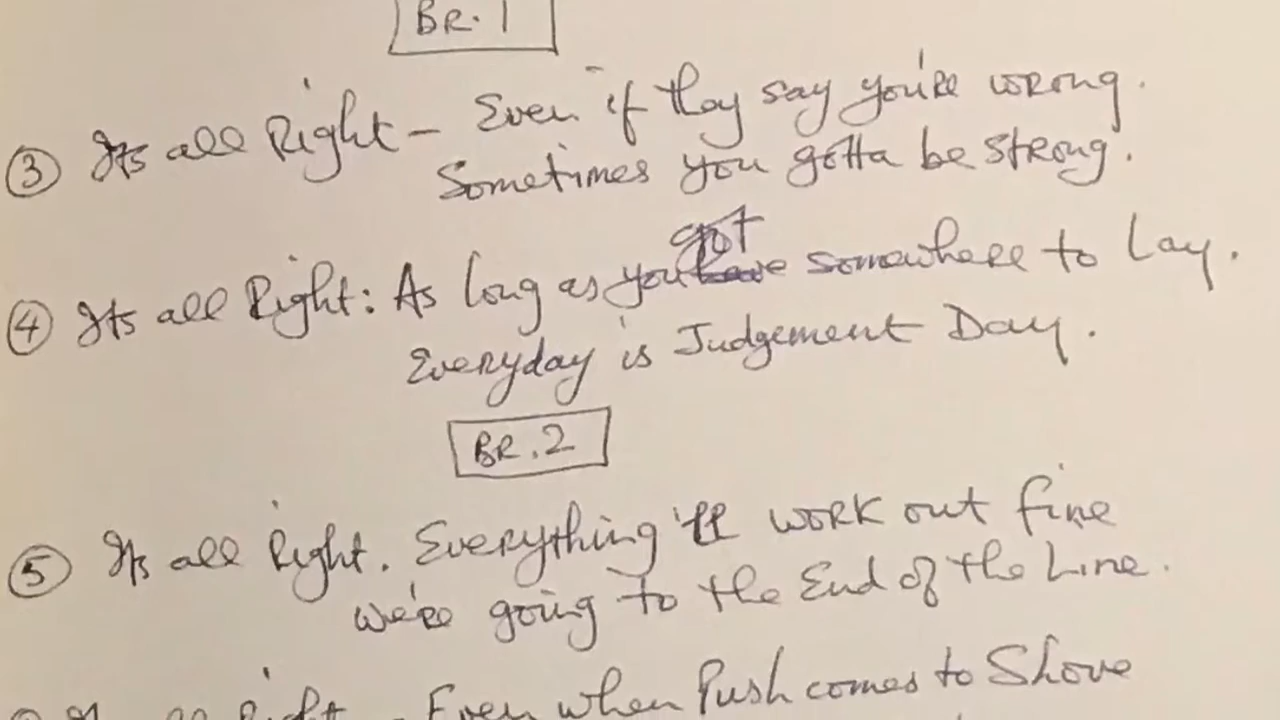 BR. 1
③ Its all Right – Even if they say you're wrong.
Sometimes you gotta be strong.
got
④ Its all Right: As long as you have somewhere to Lay.
Everyday is Judgement Day.
BR. 2
⑤ Its all Right. Everything 'll work out fine
we're going to the End of the Line.
all Right – Even when Push comes to Shove